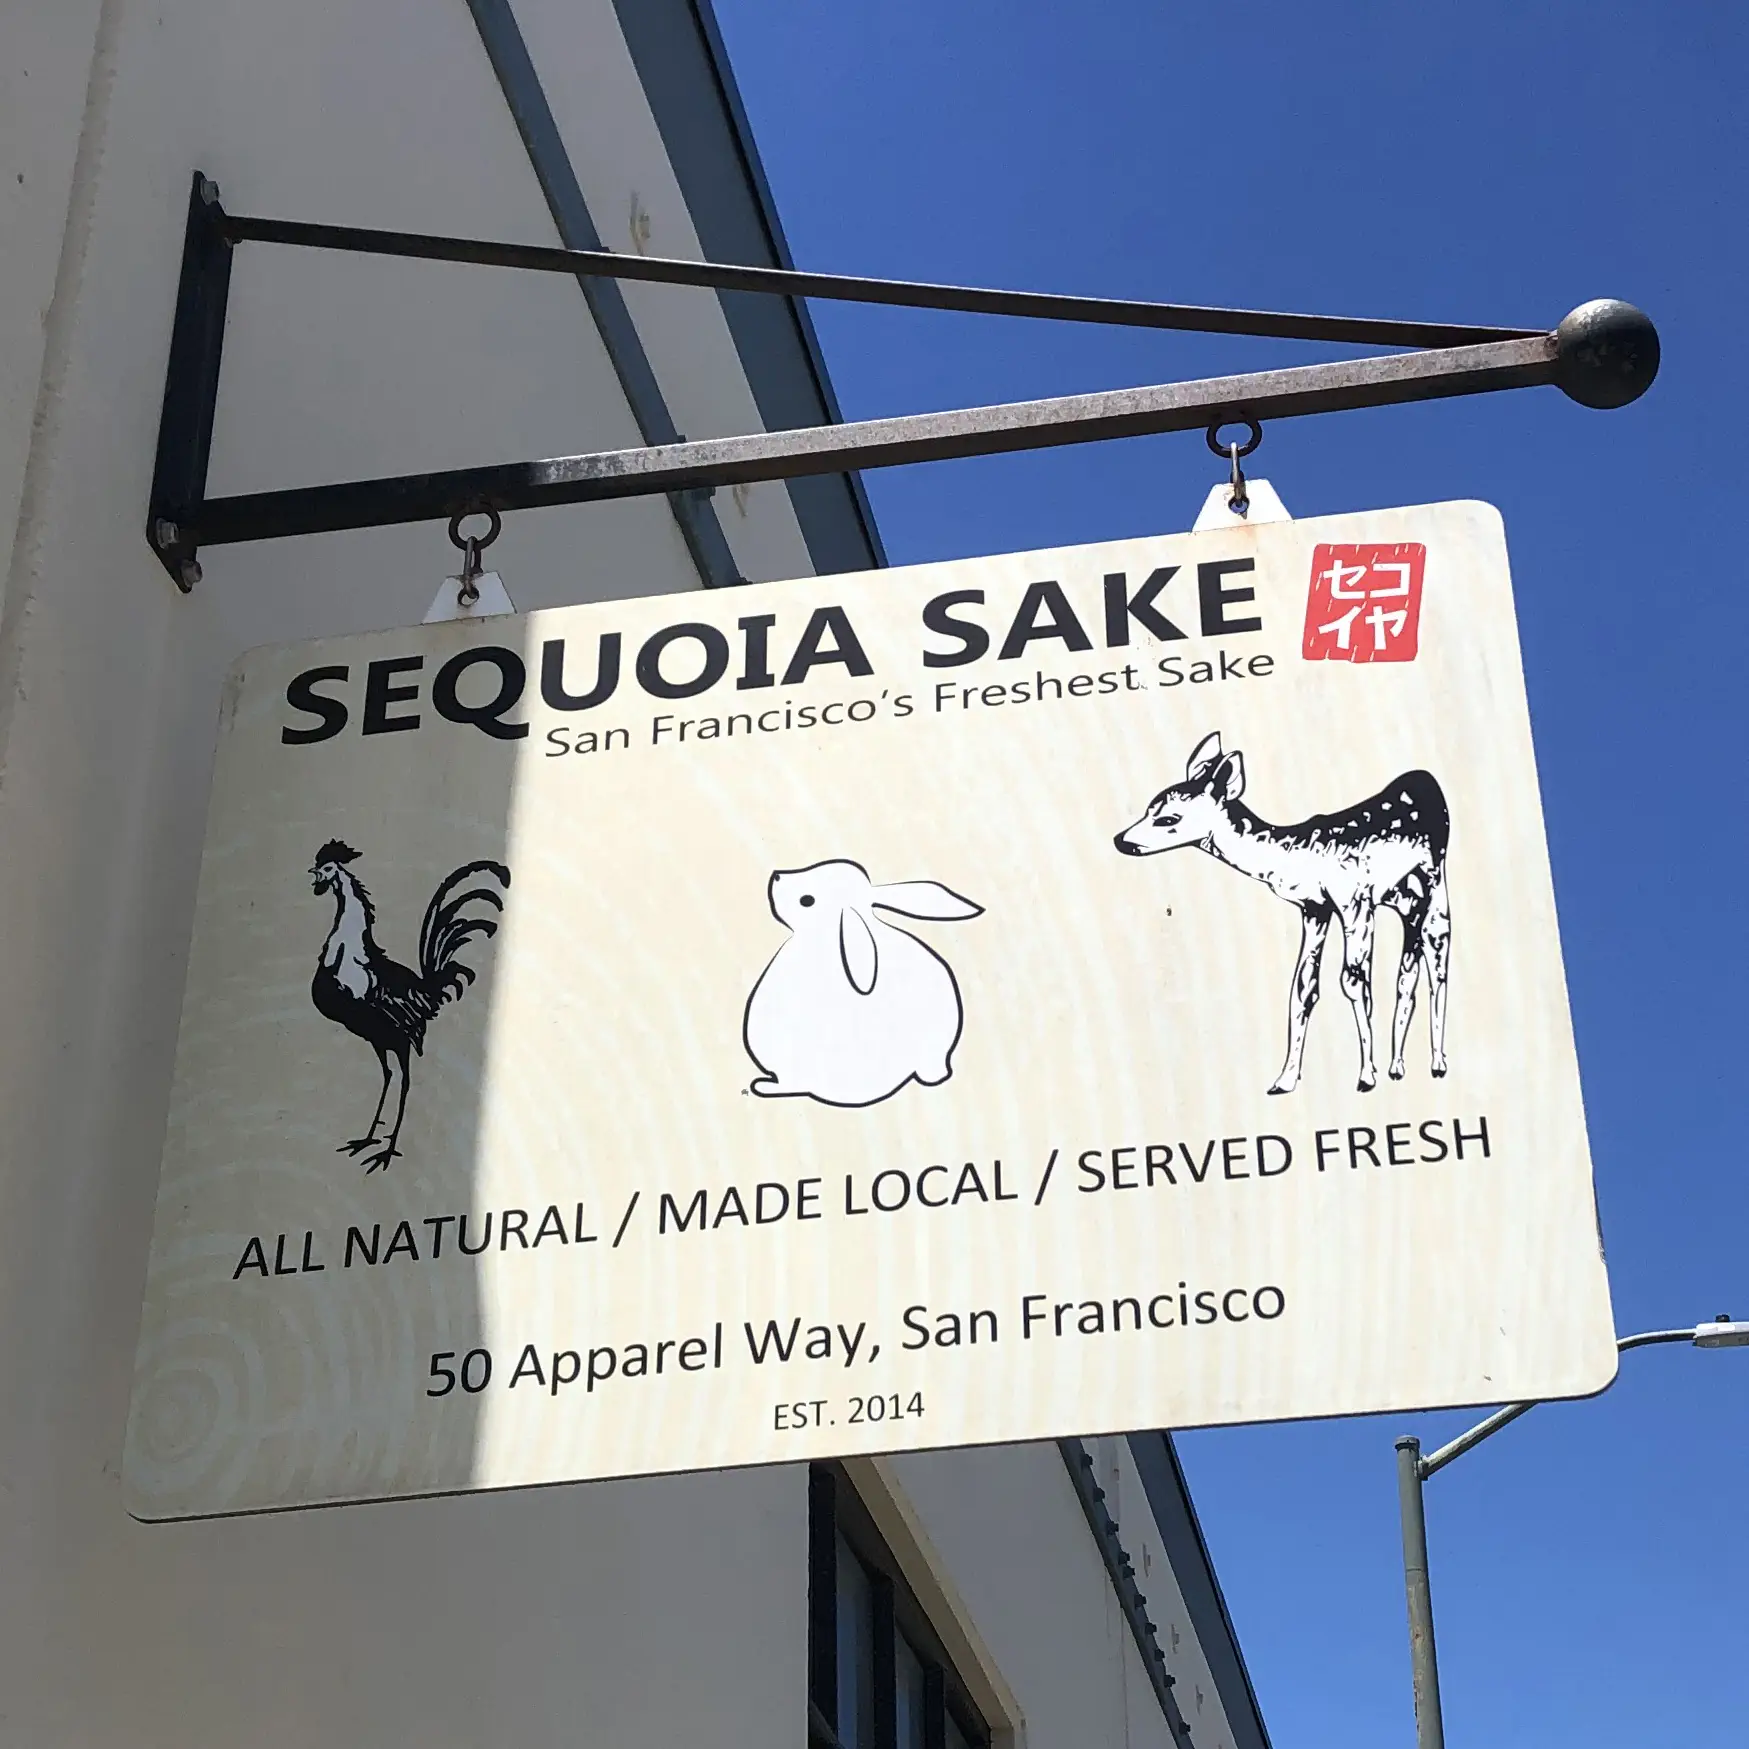 SEQUOIA SAKE
San Francisco's Freshest Sake
セコ
イヤ
ALL NATURAL / MADE LOCAL / SERVED FRESH
50 Apparel Way, San Francisco
EST. 2014